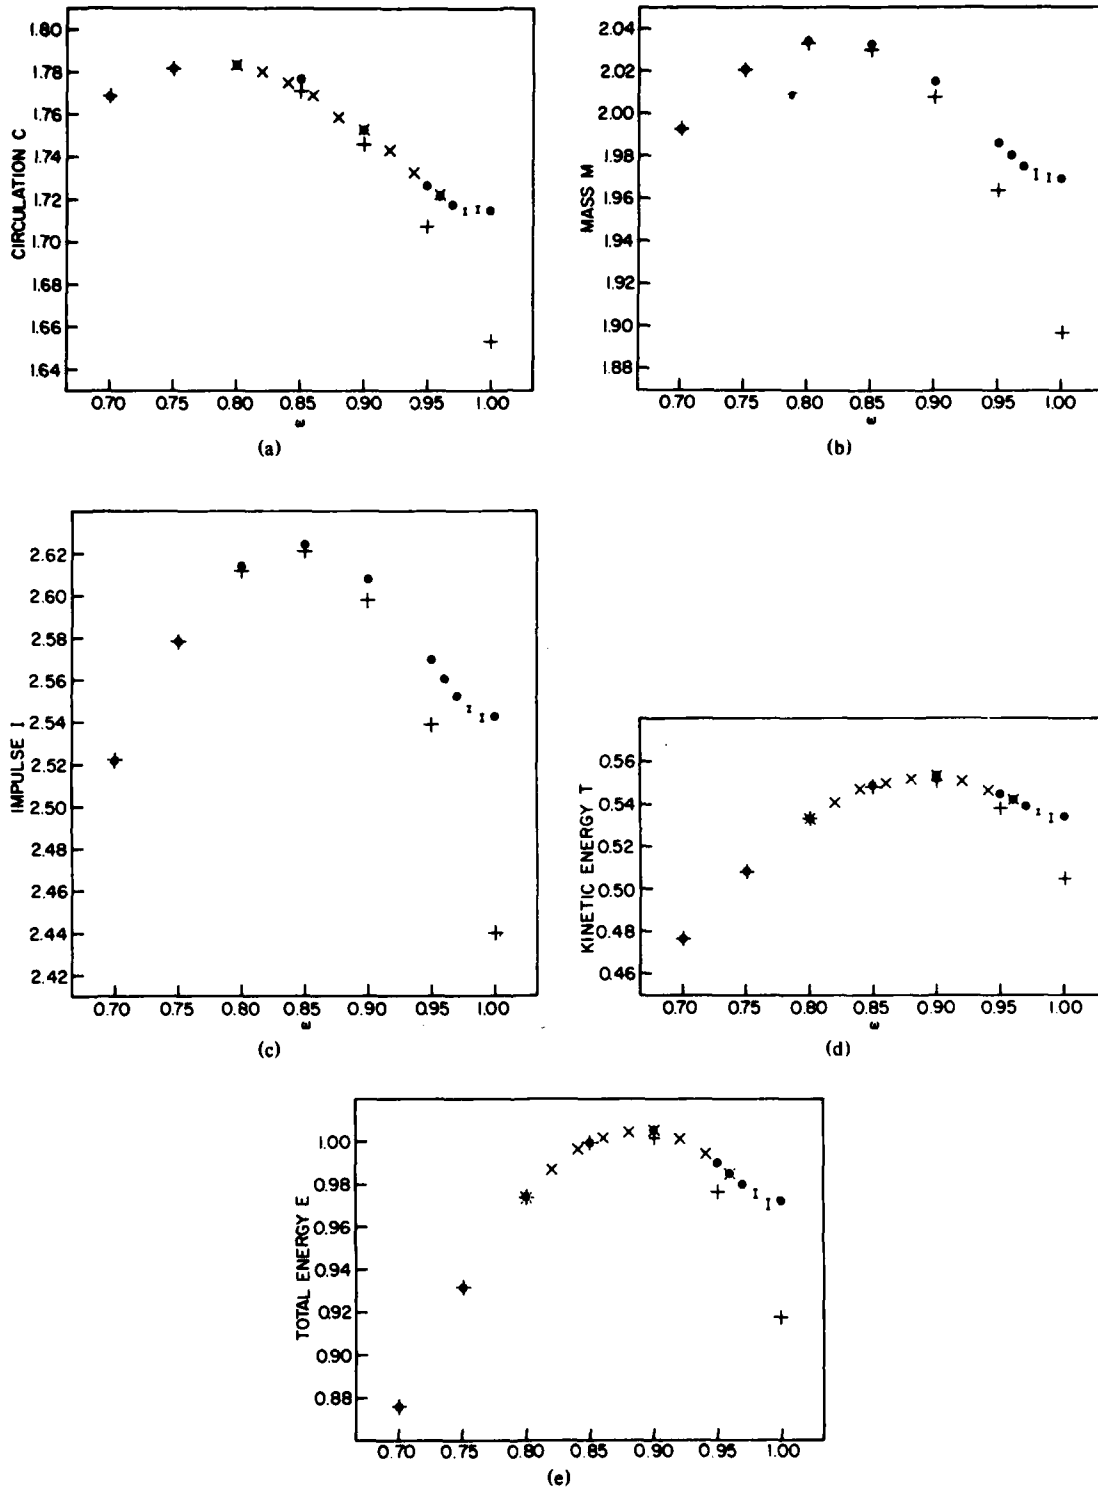 1.80
1.78
1.76
1.74
1.72
1.70
1.68
1.66
1.64
CIRCULATION C
0.70 0.75 0.80 0.85 0.90 0.95 1.00
ω
(a)
2.04
2.02
2.00
1.98
1.96
1.94
1.92
1.90
1.88
MASS M
0.70 0.75 0.80 0.85 0.90 0.95 1.00
ω
(b)
2.62
2.60
2.58
2.56
2.54
2.52
2.50
2.48
2.46
2.44
2.42
IMPULSE I
0.70 0.75 0.80 0.85 0.90 0.95 1.00
ω
(c)
0.56
0.54
0.52
0.50
0.48
0.46
KINETIC ENERGY T
0.70 0.75 0.80 0.85 0.90 0.95 1.00
ω
(d)
1.00
0.98
0.96
0.94
0.92
0.90
0.88
TOTAL ENERGY E
0.70 0.75 0.80 0.85 0.90 0.95 1.00
(e)